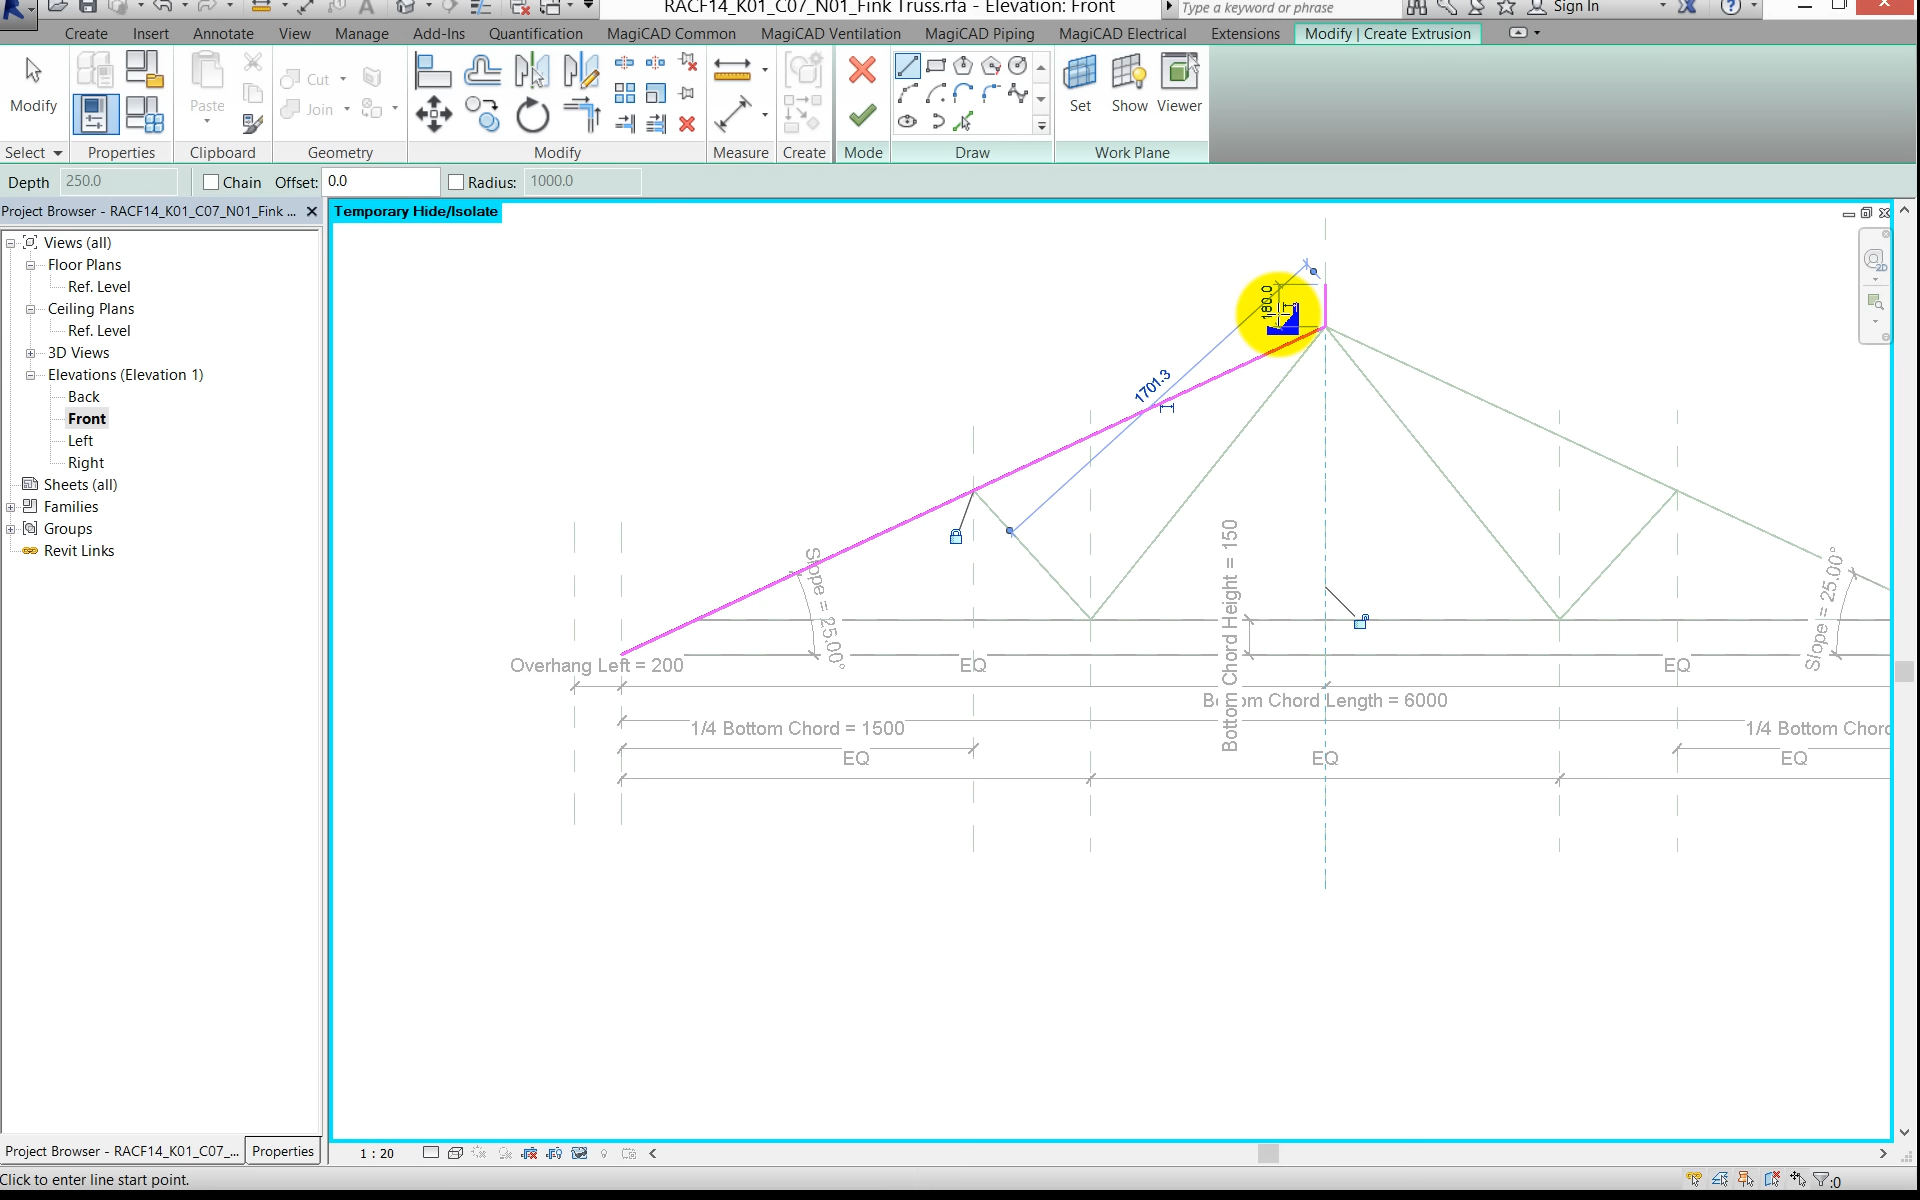 RACF14_K01_C07_N01_Fink Truss.rfa - Elevation: Front
Type a keyword or phrase
Sign In
Create Insert Annotate View Manage Add-Ins Quantification MagiCAD Common MagiCAD Ventilation MagiCAD Piping MagiCAD Electrical Extensions Modify | Create Extrusion
Modify
Paste
Cut
Join
Set Show Viewer
Select Properties Clipboard Geometry Modify Measure Create Mode Draw Work Plane
Depth 250.0 Chain Offset: 0.0 Radius: 1000.0
Project Browser - RACF14_K01_C07_N01_Fink ...
Temporary Hide/Isolate
Views (all)
Floor Plans
Ref. Level
Ceiling Plans
Ref. Level
3D Views
Elevations (Elevation 1)
Back
Front
Left
Right
Sheets (all)
Families
Groups
Revit Links
2D
180.0
1701.3
Slope = 25.00°
Bottom Chord Height = 150
Slope = 25.00°
Overhang Left = 200
EQ
EQ
Bottom Chord Length = 6000
1/4 Bottom Chord = 1500
1/4 Bottom Chord
EQ
EQ
EQ
Project Browser - RACF14_K01_C07_... Properties
1 : 20
Click to enter line start point.
:0